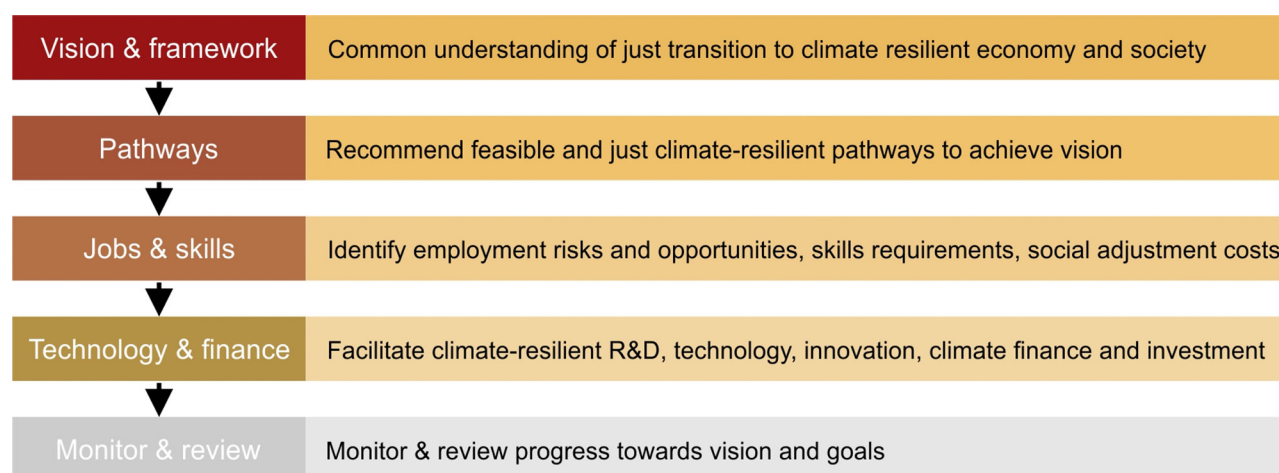 Vision & framework
Common understanding of just transition to climate resilient economy and society
Pathways
Recommend feasible and just climate-resilient pathways to achieve vision
Jobs & skills
Identify employment risks and opportunities, skills requirements, social adjustment costs
Technology & finance
Facilitate climate-resilient R&D, technology, innovation, climate finance and investment
Monitor & review
Monitor & review progress towards vision and goals